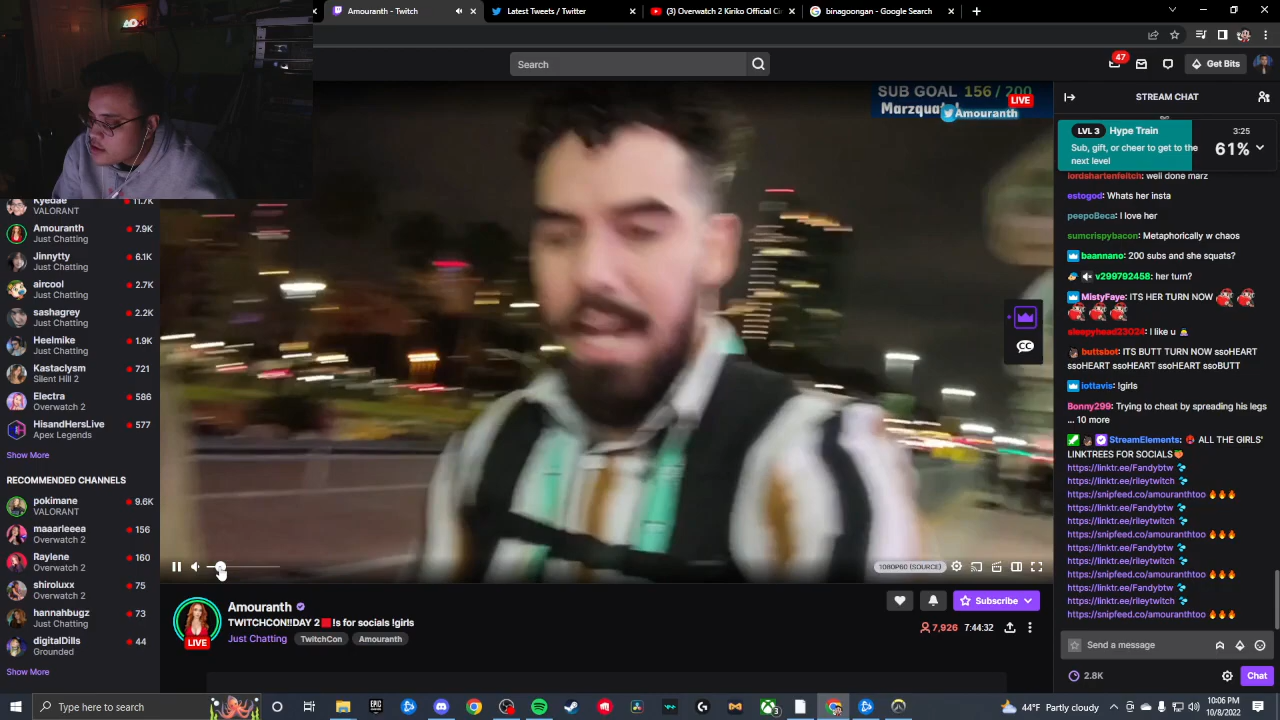 Amouranth - Twitch
Latest Tweets / Twitter
(3) Overwatch 2 Kiriko Official Gi
binagoongan - Google Search
Search
47
Get Bits
SUB GOAL 156 / 200
LIVE
Amouranth
STREAM CHAT
LVL 3 Hype Train 3:25
Sub, gift, or cheer to get to the
next level
61%
lordshartenfeitch: well done marz
estogod: Whats her insta
peepoBeca: I love her
sumcrispybacon: Metaphorically w chaos
baannano: 200 subs and she squats?
v299792458: her turn?
MistyFaye: ITS HER TURN NOW
sleepyhead23024: I like u
buttsbot: ITS BUTT TURN NOW ssoHEART
ssoHEART ssoHEART ssoHEART ssoBUTT
iottavis: !girls
Bonny299: Trying to cheat by spreading his legs
... 10 more
StreamElements: ALL THE GIRLS'
LINKTREES FOR SOCIALS
https://linktr.ee/Fandybtw
https://linktr.ee/rileytwitch
https://snipfeed.co/amouranthtoo
https://linktr.ee/Fandybtw
https://linktr.ee/rileytwitch
https://snipfeed.co/amouranthtoo
https://linktr.ee/Fandybtw
https://linktr.ee/rileytwitch
https://snipfeed.co/amouranthtoo
https://linktr.ee/Fandybtw
https://linktr.ee/rileytwitch
https://snipfeed.co/amouranthtoo
Send a message
2.8K
Chat
Kyedae 11.7K
VALORANT
Amouranth 7.9K
Just Chatting
Jinnytty 6.1K
Just Chatting
aircool 2.7K
Just Chatting
sashagrey 2.2K
Just Chatting
Heelmike 1.9K
Just Chatting
Kastaclysm 721
Silent Hill 2
Electra 586
Overwatch 2
HisandHersLive 577
Apex Legends
Show More
RECOMMENDED CHANNELS
pokimane 9.6K
VALORANT
maaarleeea 156
Overwatch 2
Raylene 160
Overwatch 2
shiroluxx 75
Overwatch 2
hannahbugz 73
Just Chatting
digitalDills 44
Grounded
Show More
CC
1080P60 (SOURCE)
LIVE
Amouranth
TWITCHCON!!DAY 2 !s for socials !girls
Just Chatting TwitchCon Amouranth
Subscribe
7,926 7:44:32
Type here to search
EPIC
3
44°F Partly cloudy
10:06 PM
10/8/2022